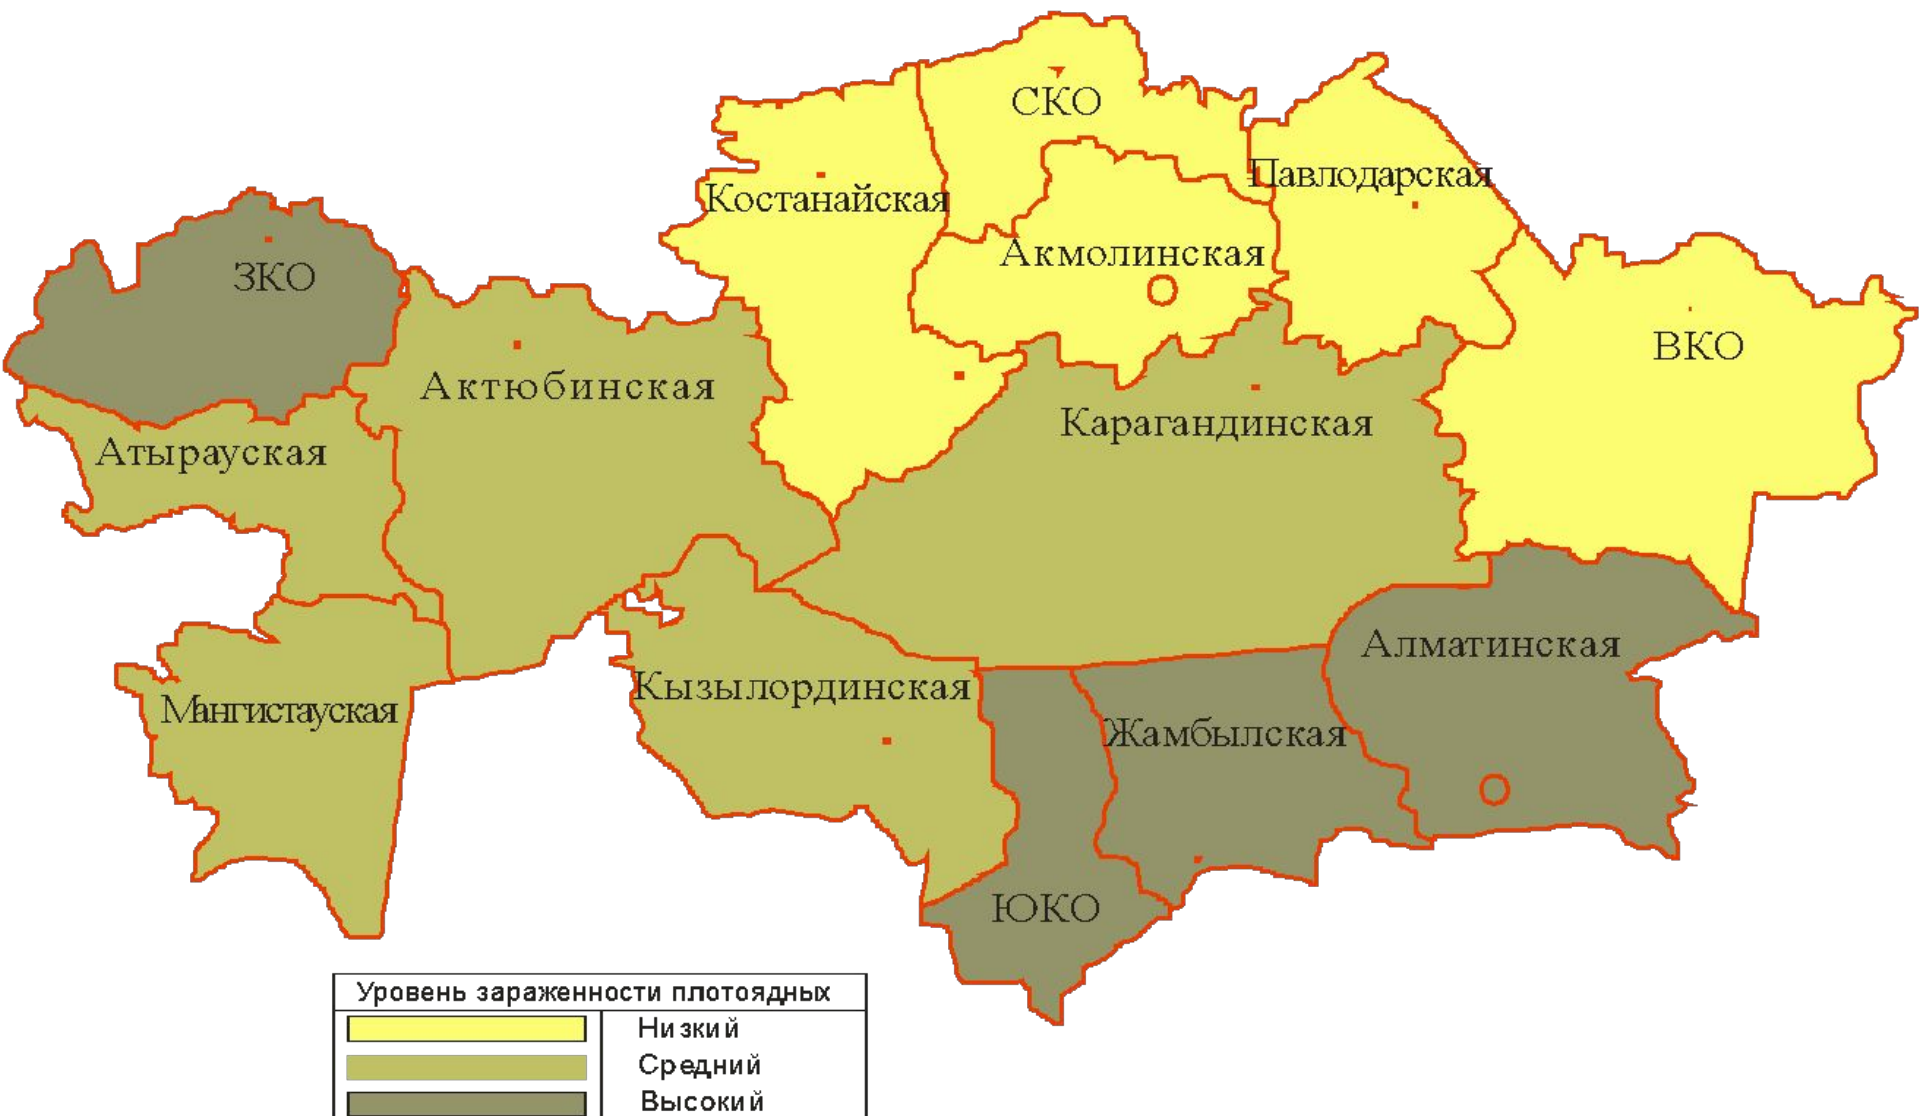 СКО
Павлодарская
Костанайская
Акмолинская
ЗКО
ВКО
Актюбинская
Карагандинская
Атырауская
Алматинская
Кызылординская
Мангистауская
Жамбылская
ЮКО
Уровень зараженности плотоядных
Низкий
Средний
Высокий